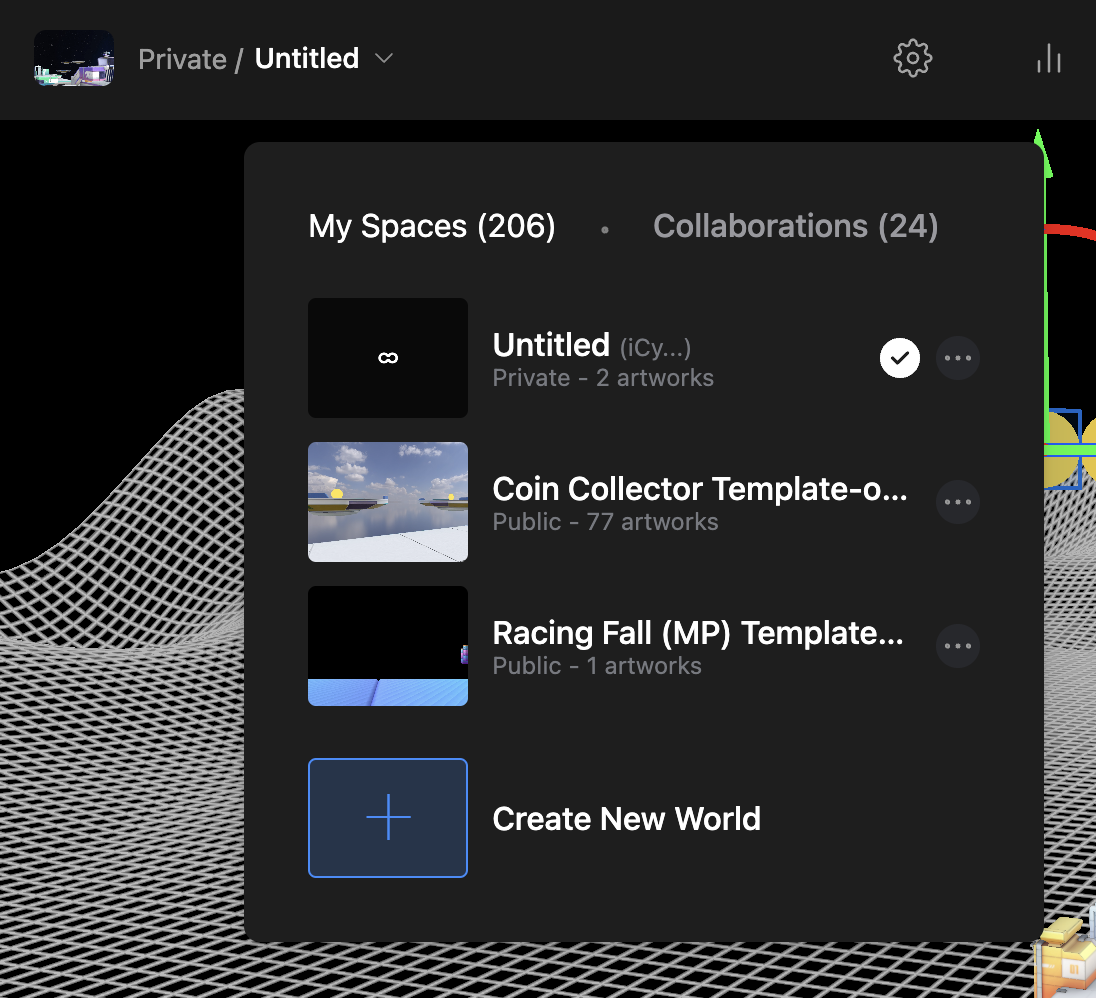 Private / Untitled
My Spaces (206) • Collaborations (24)
Untitled (iCy...)
Private - 2 artworks
Coin Collector Template-o...
Public - 77 artworks
Racing Fall (MP) Template...
Public - 1 artworks
Create New World